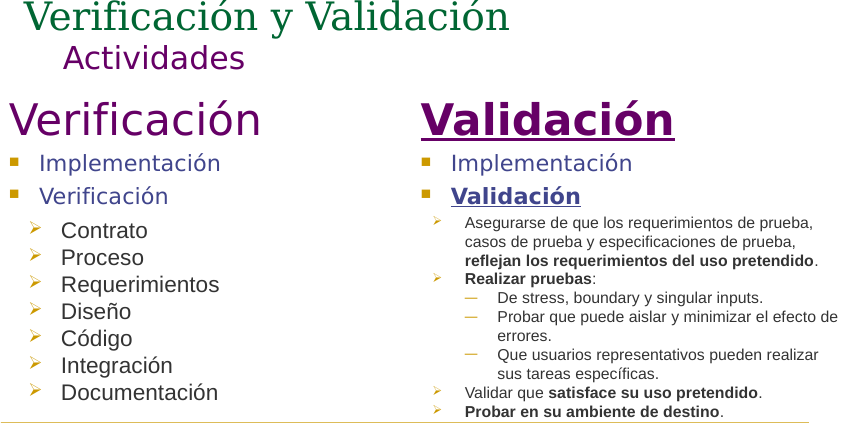 Verificación y Validación
Actividades
Verificación
Implementación
Verificación
Contrato
Proceso
Requerimientos
Diseño
Código
Integración
Documentación
Validación
Implementación
Validación
Asegurarse de que los requerimientos de prueba,
casos de prueba y especificaciones de prueba,
reflejan los requerimientos del uso pretendido.
Realizar pruebas:
— De stress, boundary y singular inputs.
— Probar que puede aislar y minimizar el efecto de
errores.
— Que usuarios representativos pueden realizar
sus tareas específicas.
Validar que satisface su uso pretendido.
Probar en su ambiente de destino.